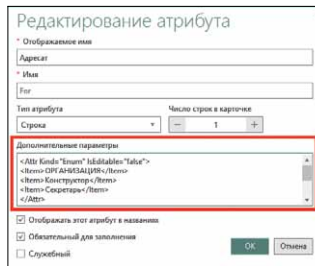 Редактирование атрибута
* Отображаемое имя
Адресат
* Имя
For
Тип атрибута Число строк в карточке
Строка − 1 +
Дополнительные параметры
<Attr Kind="Enum" IsEditable="false">
<Item>ОРГАНИЗАЦИЯ</Item>
<Item>Конструктор</Item>
<Item>Секретарь</Item>
</Attr>
Отображать этот атрибут в названиях
Обязательный для заполнения
Служебный
ОК Отмена